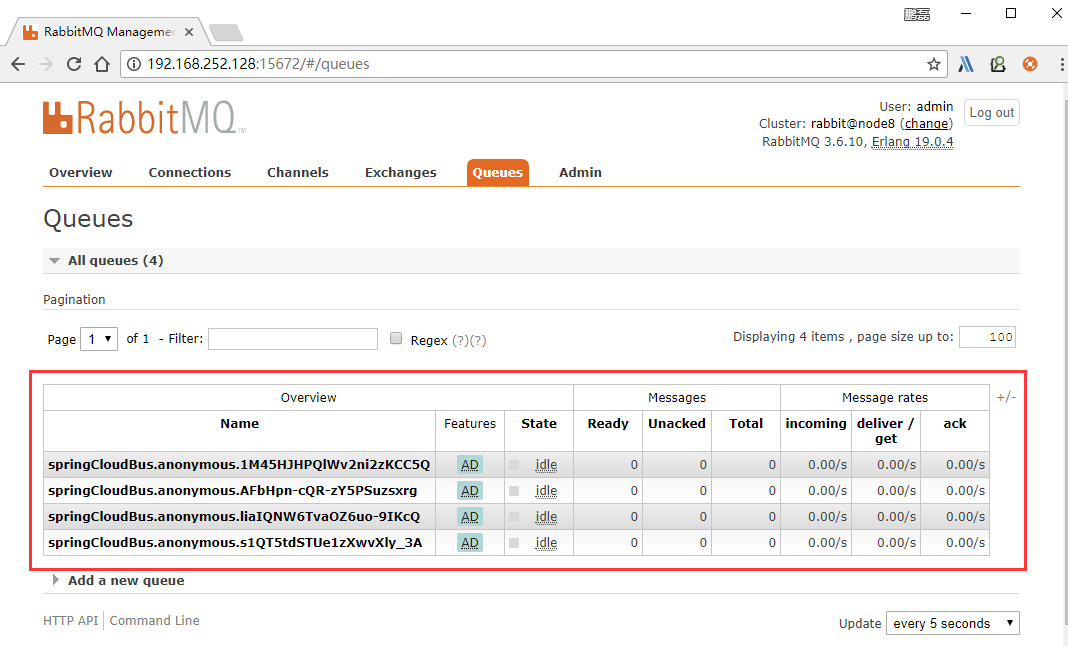 鹏磊
RabbitMQ Managemen
192.168.252.128:15672/#/queues
RabbitMQ TM
User: admin
Log out
Cluster: rabbit@node8 (change)
RabbitMQ 3.6.10, Erlang 19.0.4
Overview Connections Channels Exchanges Queues Admin
Queues
All queues (4)
Pagination
Page 1 of 1 - Filter: Regex (?)(?) Displaying 4 items , page size up to: 100
Overview Messages Message rates +/-
Name Features State Ready Unacked Total incoming deliver / get ack
springCloudBus.anonymous.1M45HJHPQlWv2ni2zKCC5Q AD idle 0 0 0 0.00/s 0.00/s 0.00/s
springCloudBus.anonymous.AFbHpn-cQR-zY5PSuzsxrg AD idle 0 0 0 0.00/s 0.00/s 0.00/s
springCloudBus.anonymous.liaIQNW6TvaOZ6uo-9IKcQ AD idle 0 0 0 0.00/s 0.00/s 0.00/s
springCloudBus.anonymous.s1QT5tdSTUe1zXwvXly_3A AD idle 0 0 0 0.00/s 0.00/s 0.00/s
Add a new queue
HTTP API Command Line
Update every 5 seconds